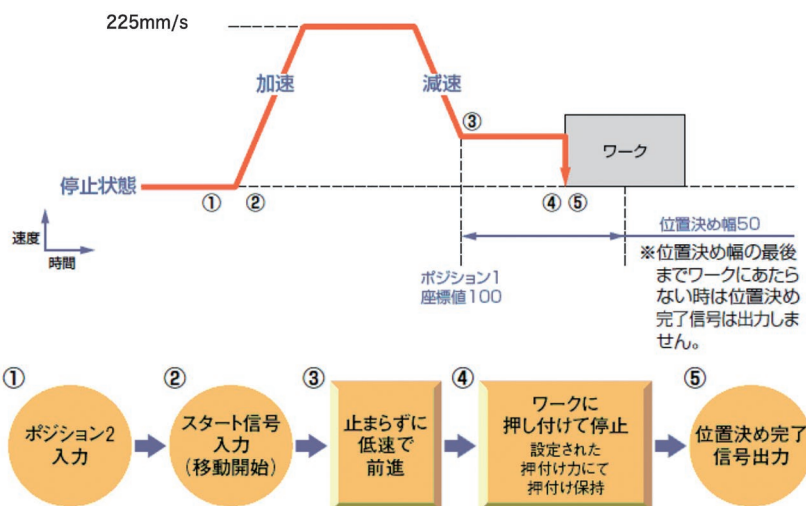 225mm/s
加速
減速
③
ワーク
停止状態
①
②
④
⑤
速度
時間
位置決め幅50
ポジション1
座標値100
※位置決め幅の最後
までワークにあたら
ない時は位置決め
完了信号は出力しま
せん。
①
ポジション2
入力
②
スタート信号
入力
(移動開始)
③
止まらずに
低速で
前進
④
ワークに
押し付けて停止
設定された
押付け力にて
押付け保持
⑤
位置決め完了
信号出力